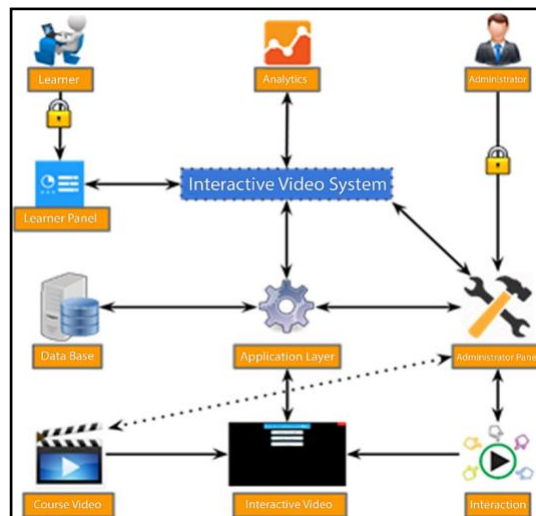 Learner
Analytics
Administrator
Interactive Video System
Learner Panel
Data Base
Application Layer
Administrator Panel
Course Video
Interactive Video
Interaction